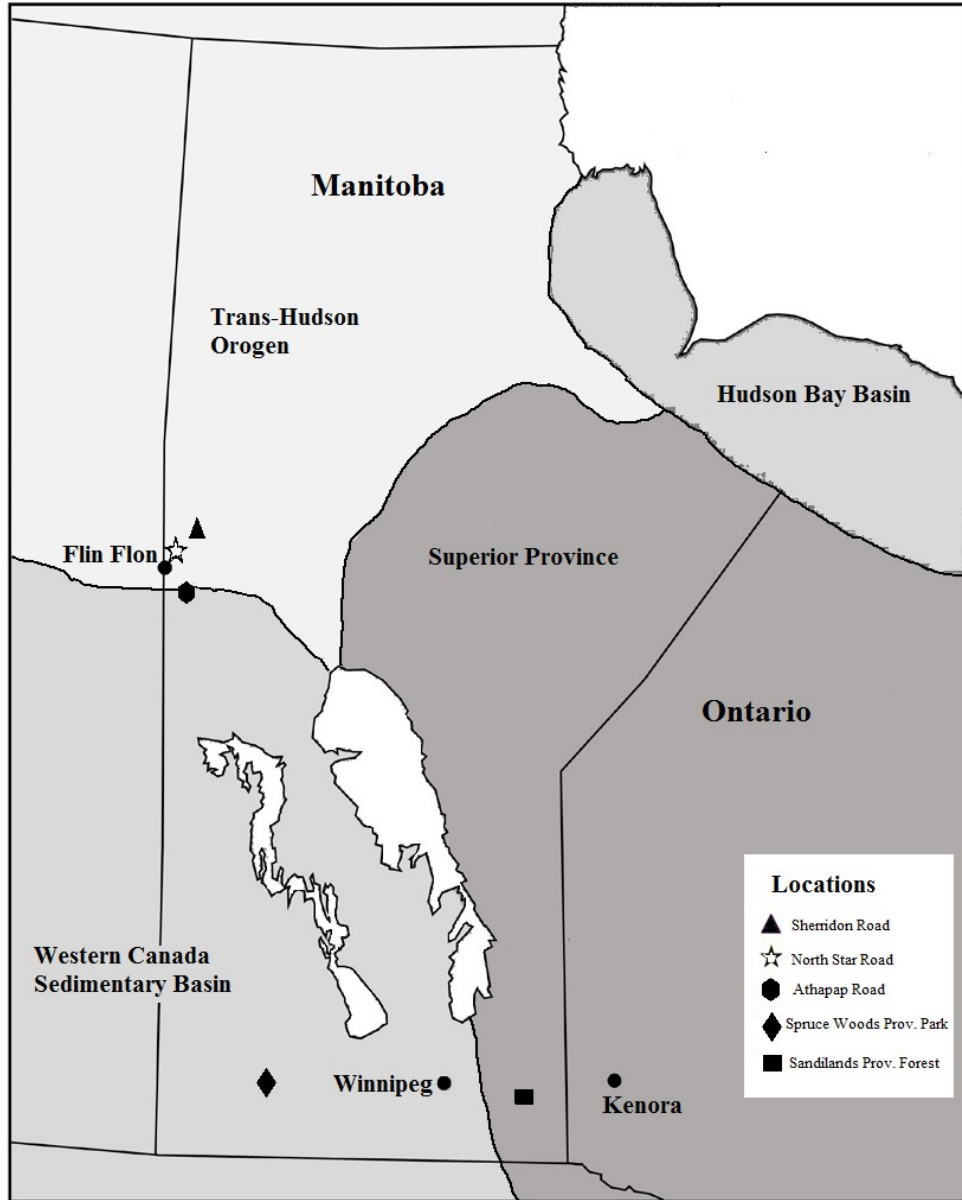 Manitoba
Trans-Hudson
Orogen
Hudson Bay Basin
Flin Flon
Superior Province
Ontario
Western Canada
Sedimentary Basin
Winnipeg
Kenora
Locations
Sherridon Road
North Star Road
Athapap Road
Spruce Woods Prov. Park
Sandilands Prov. Forest